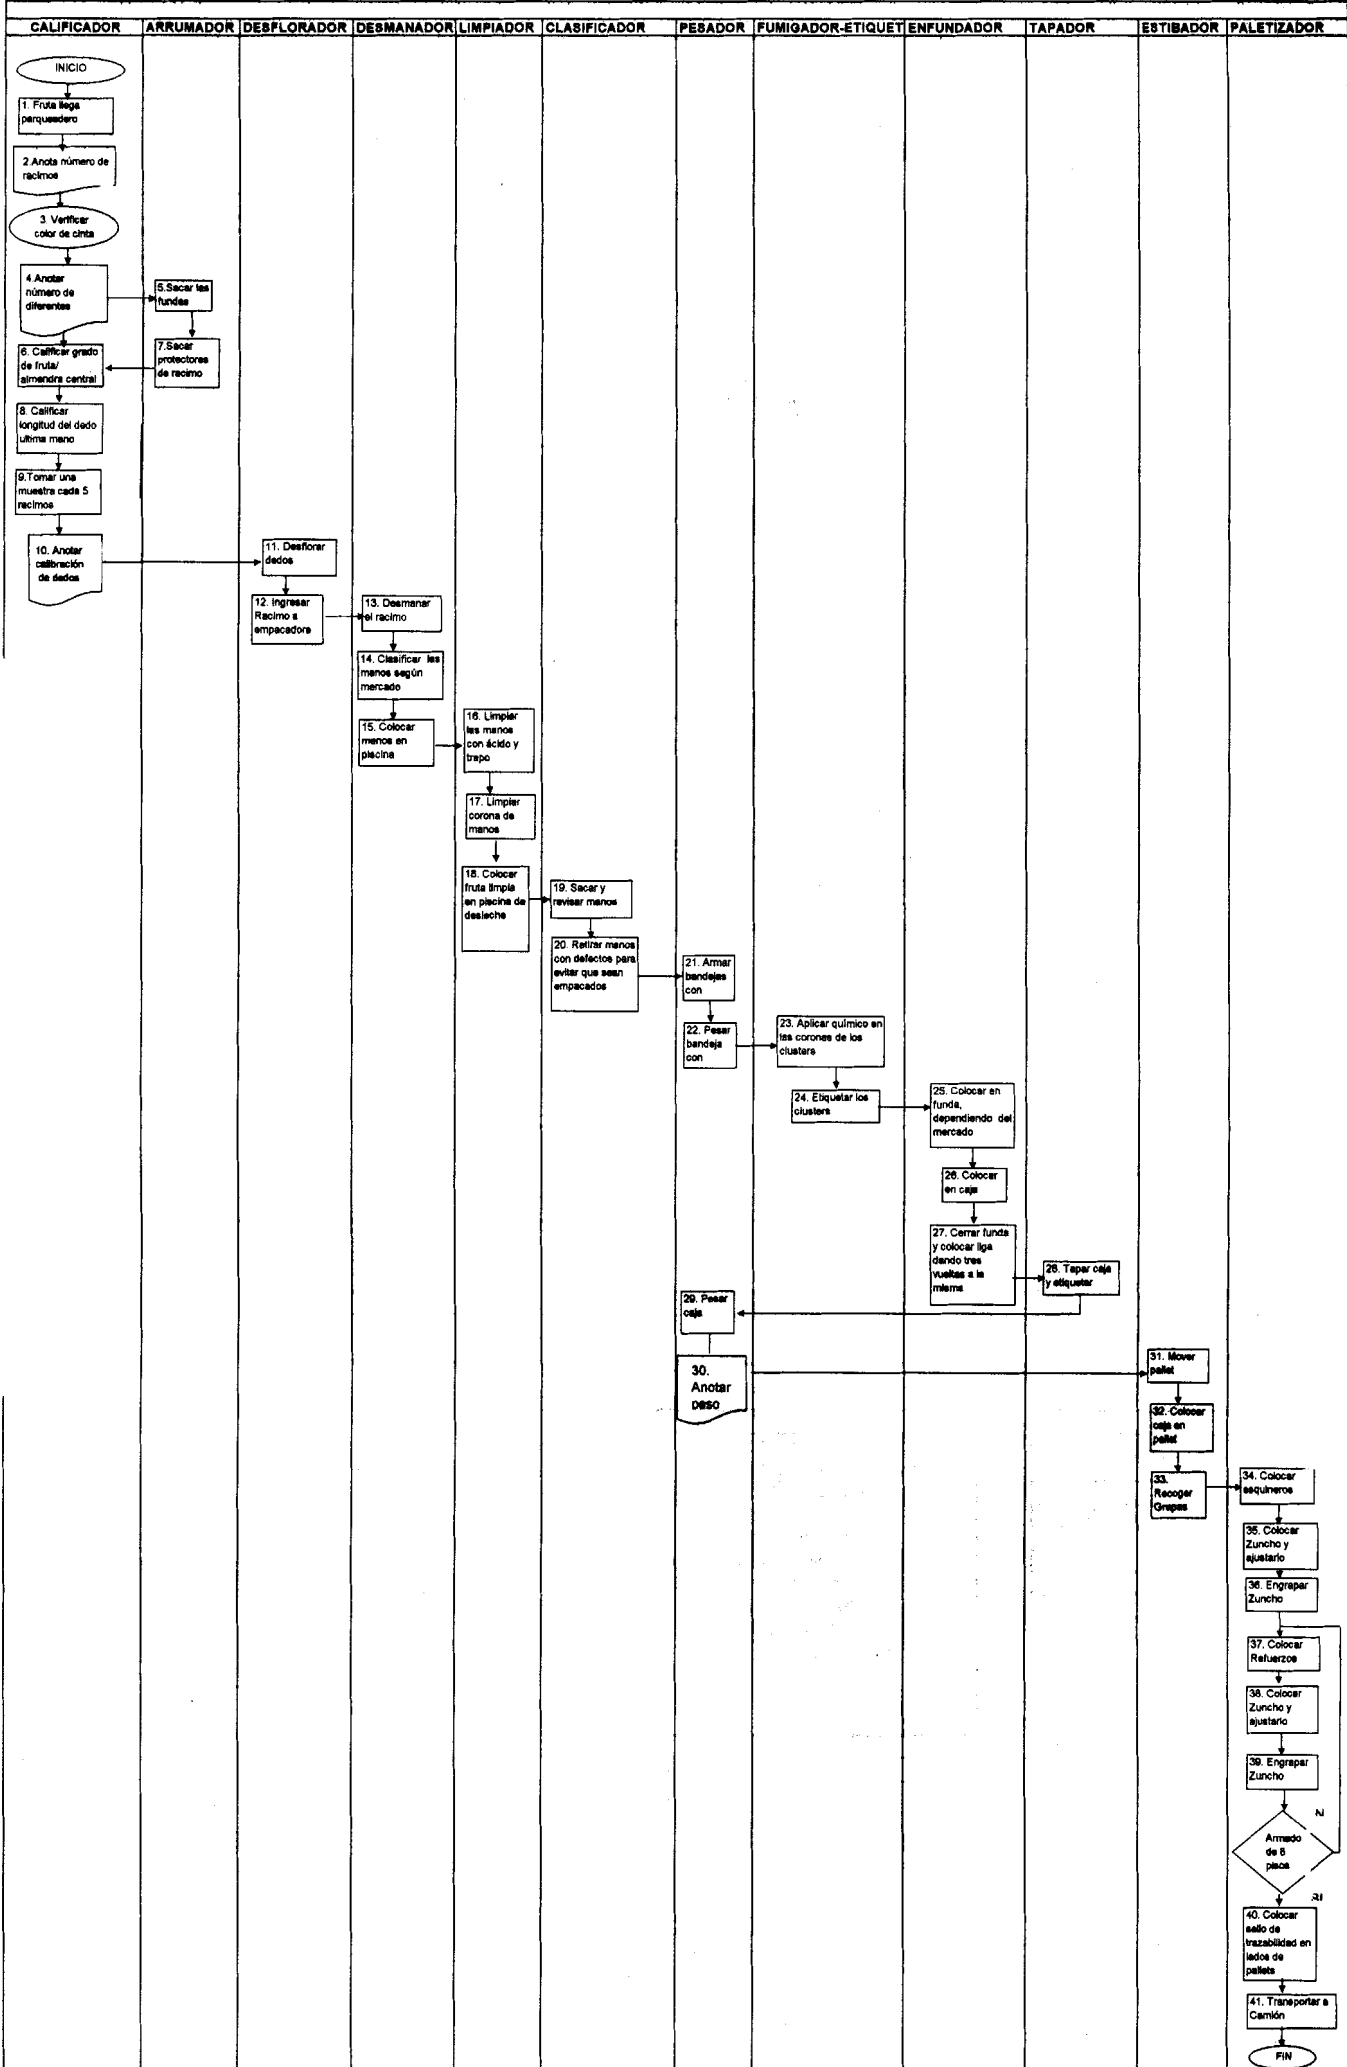 CALIFICADOR
ARRUMADOR
DESFLORADOR
DESMANADOR
LIMPIADOR
CLASIFICADOR
PESADOR
FUMIGADOR-ETIQUET
ENFUNDADOR
TAPADOR
ESTIBADOR
PALETIZADOR
INICIO
1. Fruta llega
parqueadero
2.Anota número de
racimos
3. Verificar
color de cinta
4.Anotar
número de
diferentes
5.Sacar las
fundas
6. Calificar grado
de fruta/
almendra central
7.Sacar
protectores
de racimo
8. Calificar
longitud del dedo
ultima mano
9.Tomar una
muestra cada 5
racimos
10. Anotar
calibración
de dedos
11. Desflorar
dedos
12. Ingresar
Racimo a
empacadora
13. Desmanar
el racimo
14. Clasificar las
manos según
mercado
15. Colocar
manos en
piscina
16. Limpiar
las manos
con ácido y
trapo
17. Limpiar
corona de
manos
18. Colocar
fruta limpia
en piscina de
desleche
19. Sacar y
revisar manos
20. Retirar manos
con defectos para
evitar que sean
empacados
21. Armar
bandejas
con
22. Pesar
bandeja
con
23. Aplicar químico en
las coronas de los
clusters
24. Etiquetar los
clusters
25. Colocar en
funda,
dependiendo del
mercado
26. Colocar
en caja
27. Cerrar funda
y colocar liga
dando tres
vueltas a la
misma
28. Tapar caja
y etiquetar
29. Pesar
caja
30.
Anotar
peso
31. Mover
pallet
32. Colocar
caja en
pallet
33.
Recoger
Grapas
34. Colocar
esquineros
35. Colocar
Zuncho y
ajustarlo
36. Engrapar
Zuncho
37. Colocar
Refuerzos
38. Colocar
Zuncho y
ajustarlo
39. Engrapar
Zuncho
Armado
de 8
pisos
SI
40. Colocar
sello de
trazabilidad en
lados de
pallets
41. Transportar a
Camión
FIN